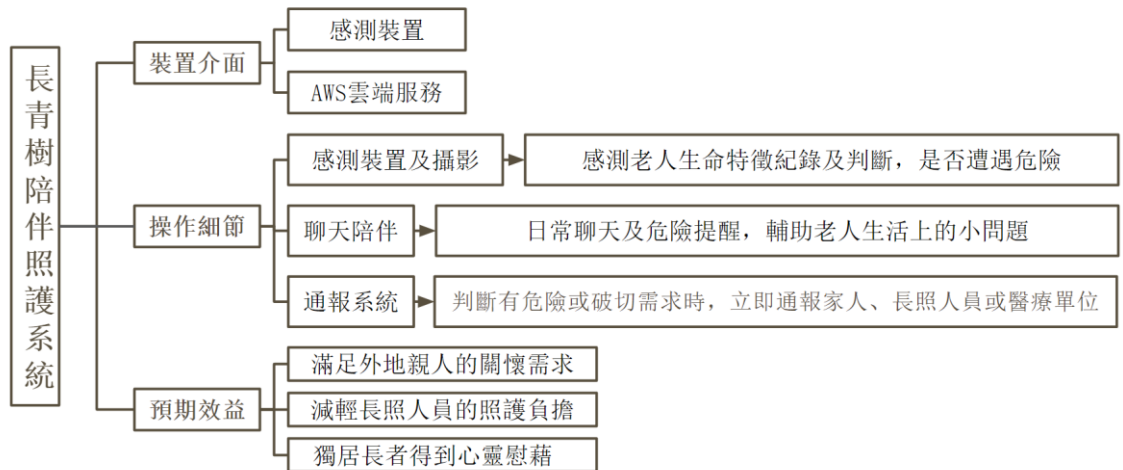 長青樹陪伴照護系統
裝置介面
感測裝置
AWS雲端服務
操作細節
感測裝置及攝影
感測老人生命特徵紀錄及判斷，是否遭遇危險
聊天陪伴
日常聊天及危險提醒，輔助老人生活上的小問題
通報系統
判斷有危險或破切需求時，立即通報家人、長照人員或醫療單位
預期效益
滿足外地親人的關懷需求
減輕長照人員的照護負擔
獨居長者得到心靈慰藉